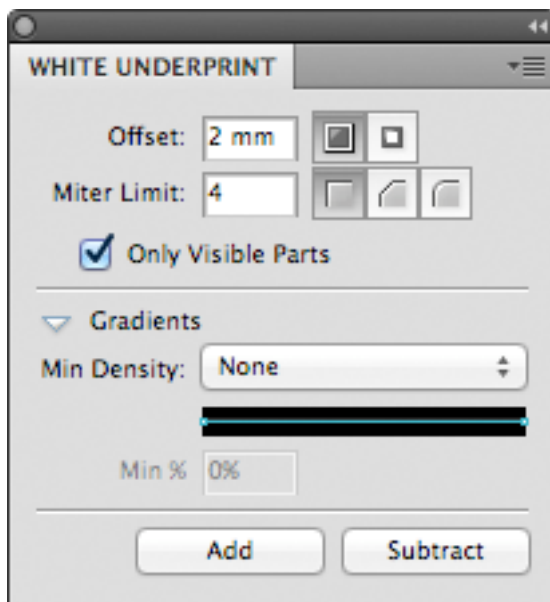 WHITE UNDERPRINT
Offset: 2 mm
Miter Limit: 4
Only Visible Parts
Gradients
Min Density: None
Min % 0%
Add Subtract